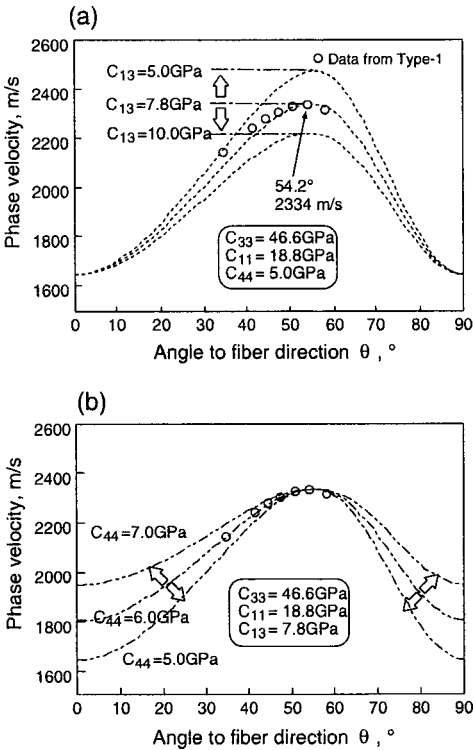 (a)
2600
2400
2200
2000
1800
1600
Phase velocity, m/s
Data from Type-1
C13=5.0GPa
C13=7.8GPa
C13=10.0GPa
54.2°
2334 m/s
C33= 46.6GPa
C11= 18.8GPa
C44= 5.0GPa
0 10 20 30 40 50 60 70 80 90
Angle to fiber direction θ , °
(b)
2600
2400
2200
2000
1800
1600
Phase velocity, m/s
C44=7.0GPa
C44=6.0GPa
C44=5.0GPa
C33= 46.6GPa
C11= 18.8GPa
C13= 7.8GPa
0 10 20 30 40 50 60 70 80 90
Angle to fiber direction θ , °